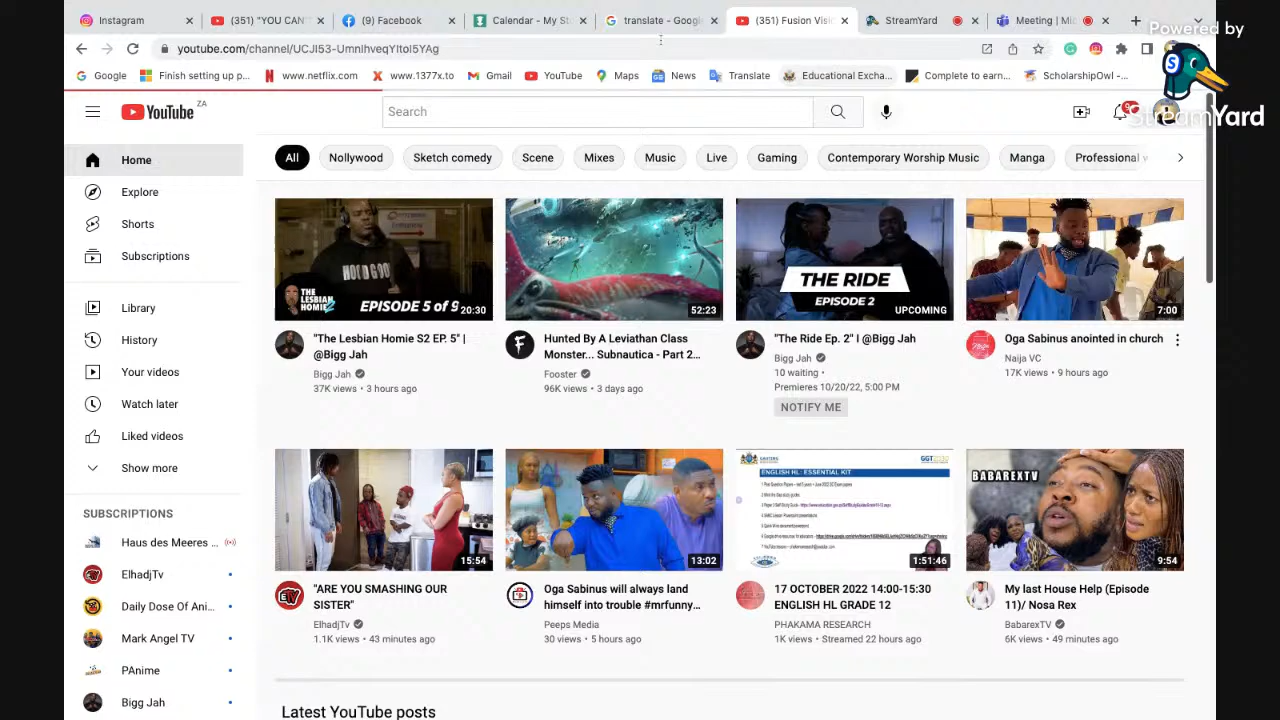 Instagram
(351) "YOU CAN'T
(9) Facebook
Calendar - My St
translate - Google
(351) Fusion Visi
StreamYard
Meeting | Mic
Powered by
StreamYard
youtube.com/channel/UCJI53-UmnIhveqYItoI5YAg
Google
Finish setting up p...
www.netflix.com
www.1377x.to
Gmail
YouTube
Maps
News
Translate
Educational Excha...
Complete to earn...
ScholarshipOwl -...
YouTube ZA
Search
All
Nollywood
Sketch comedy
Scene
Mixes
Music
Live
Gaming
Contemporary Worship Music
Manga
Professional
Home
Explore
Shorts
Subscriptions
Library
History
Your videos
Watch later
Liked videos
Show more
SUBSCRIPTIONS
Haus des Meeres ...
ElhadjTv
Daily Dose Of Ani...
Mark Angel TV
PAnime
Bigg Jah
THE LESBIAN HOMIE
EPISODE 5 of 9
20:30
"The Lesbian Homie S2 EP. 5" |
@Bigg Jah
Bigg Jah
37K views • 3 hours ago
52:23
Hunted By A Leviathan Class
Monster... Subnautica - Part 2...
Fooster
96K views • 3 days ago
THE RIDE
EPISODE 2
UPCOMING
"The Ride Ep. 2" I @Bigg Jah
Bigg Jah
10 waiting •
Premieres 10/20/22, 5:00 PM
NOTIFY ME
7:00
Oga Sabinus anointed in church
Naija VC
17K views • 9 hours ago
15:54
"ARE YOU SMASHING OUR
SISTER"
ElhadjTv
1.1K views • 43 minutes ago
13:02
Oga Sabinus will always land
himself into trouble #mrfunny...
Peeps Media
30 views • 5 hours ago
ENGLISH HL: ESSENTIAL KIT
1:51:46
17 OCTOBER 2022 14:00-15:30
ENGLISH HL GRADE 12
PHAKAMA RESEARCH
1K views • Streamed 22 hours ago
BABAREXTV
9:54
My last House Help (Episode
11)/ Nosa Rex
BabarexTV
6K views • 49 minutes ago
Latest YouTube posts